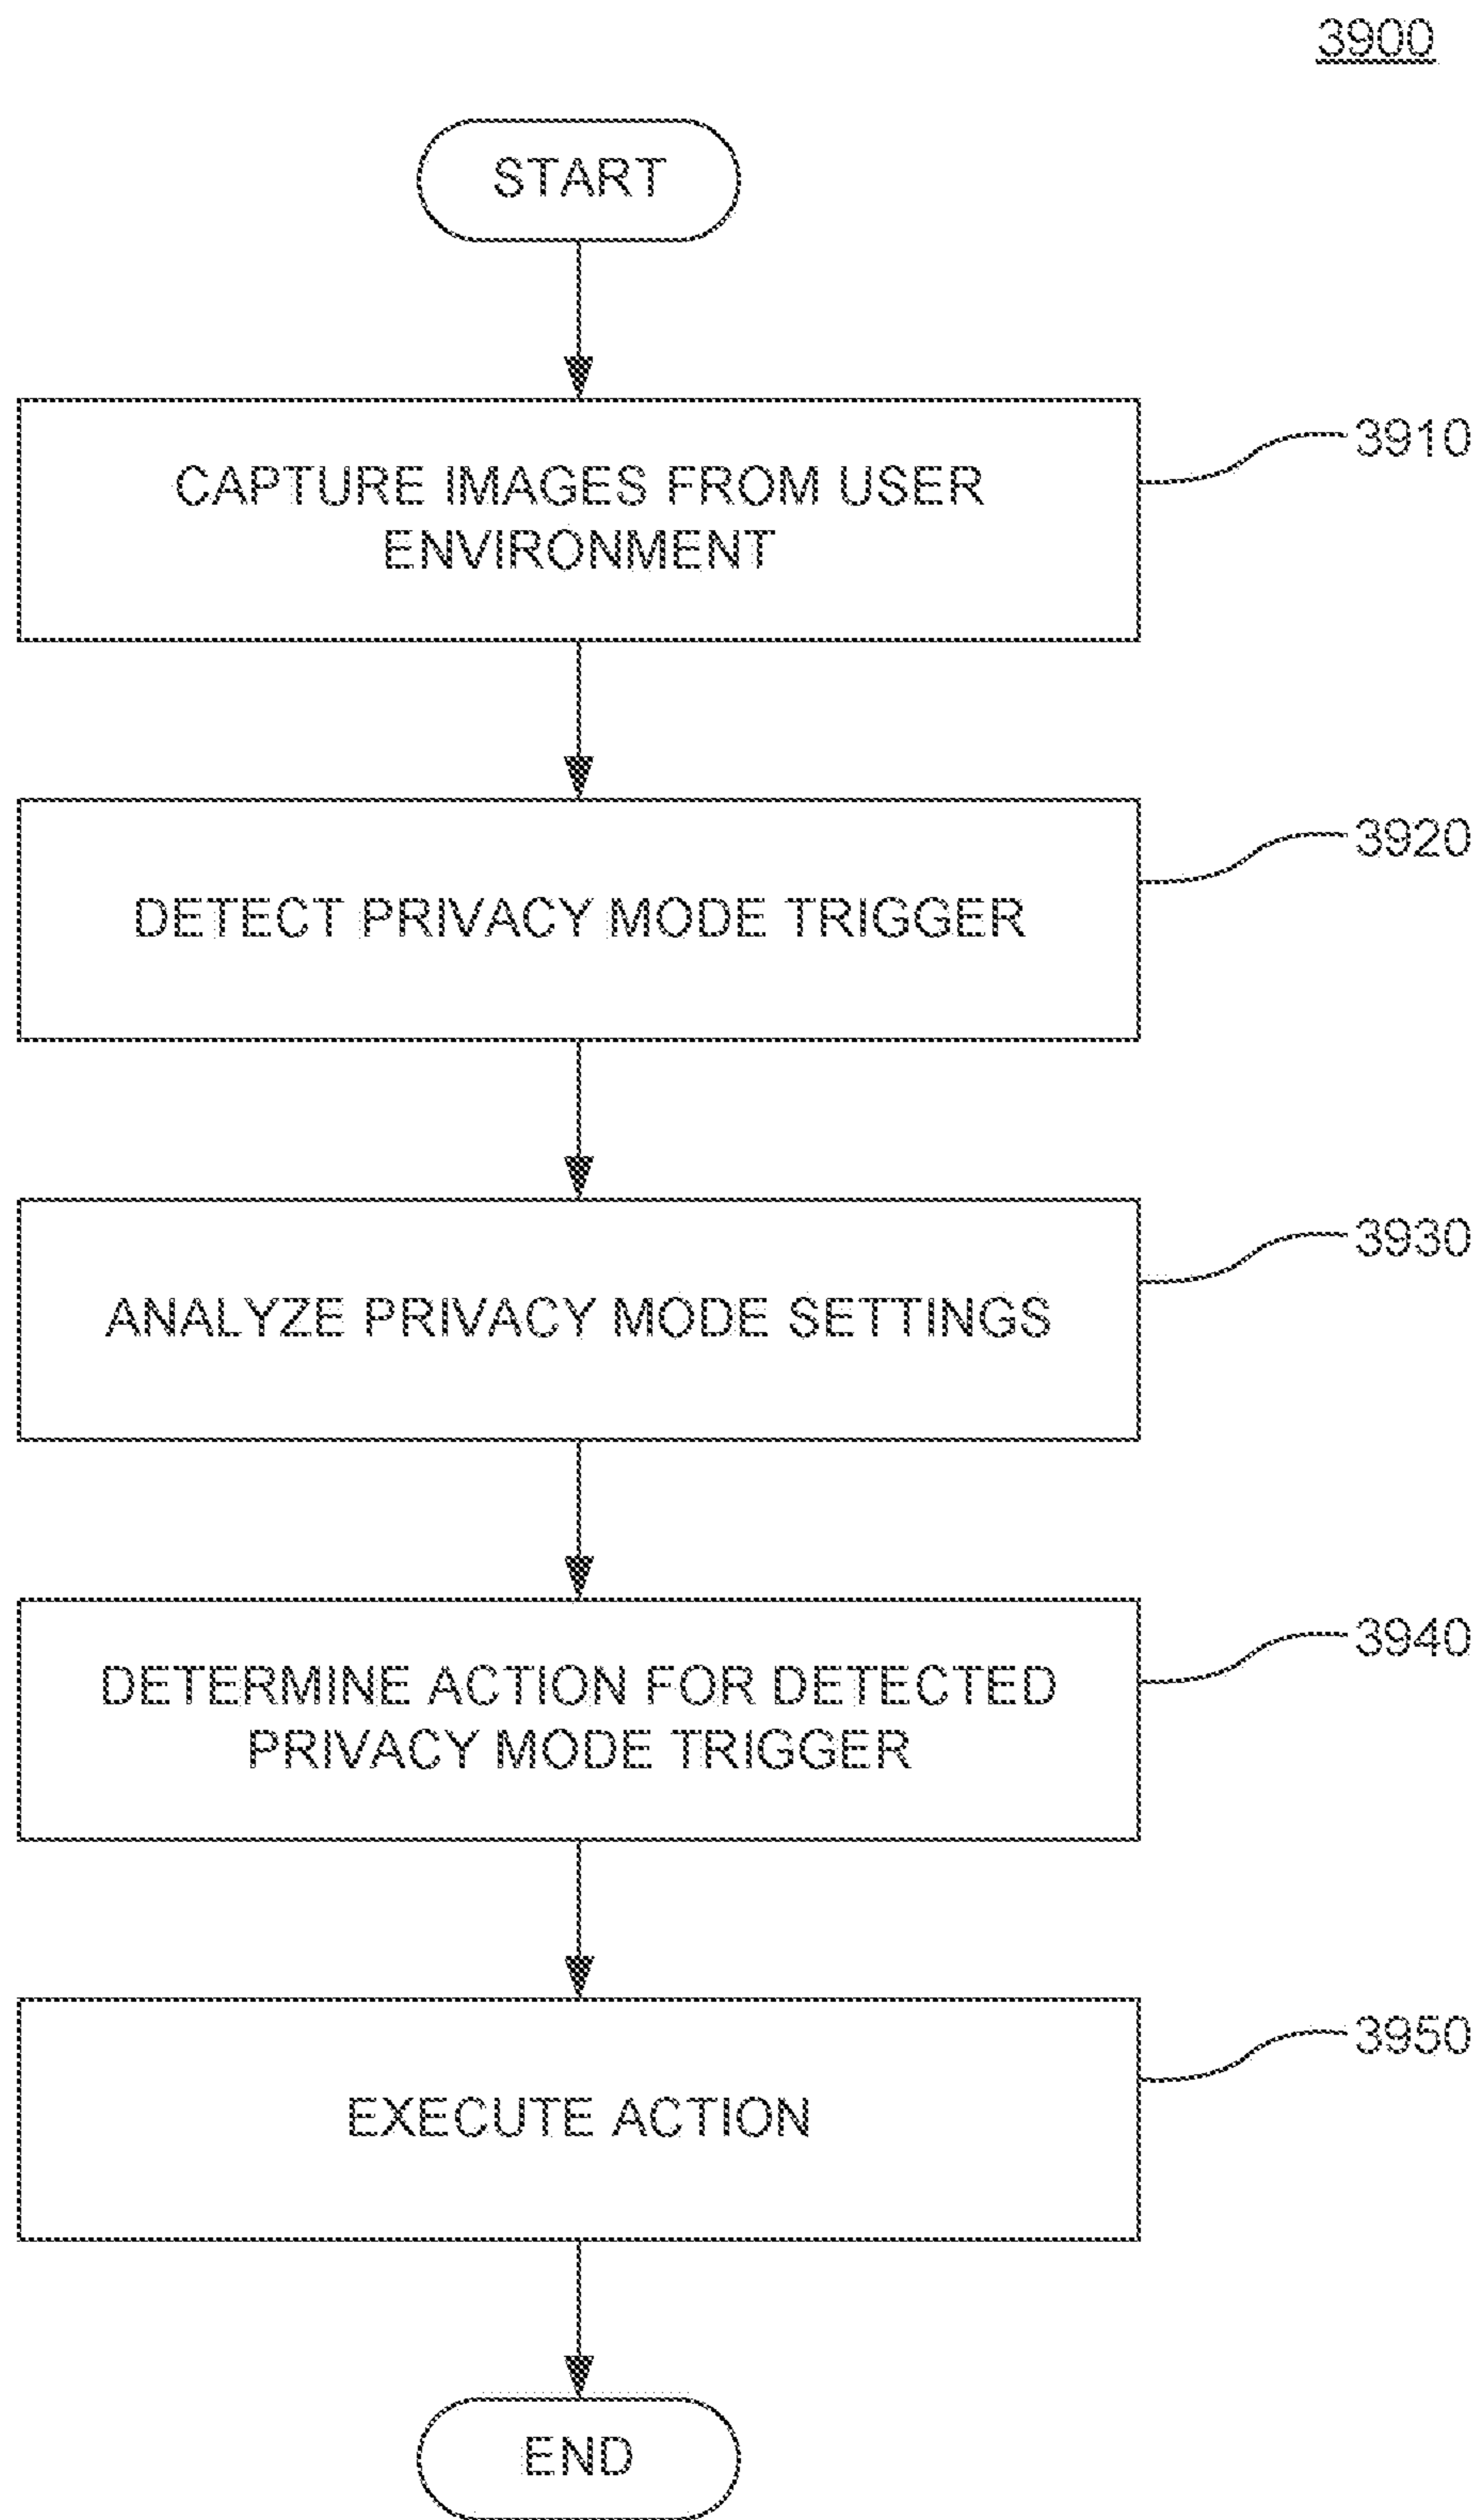 3900
START
CAPTURE IMAGES FROM USER
ENVIRONMENT
3910
DETECT PRIVACY MODE TRIGGER
3920
ANALYZE PRIVACY MODE SETTINGS
3930
DETERMINE ACTION FOR DETECTED
PRIVACY MODE TRIGGER
3940
EXECUTE ACTION
3950
END